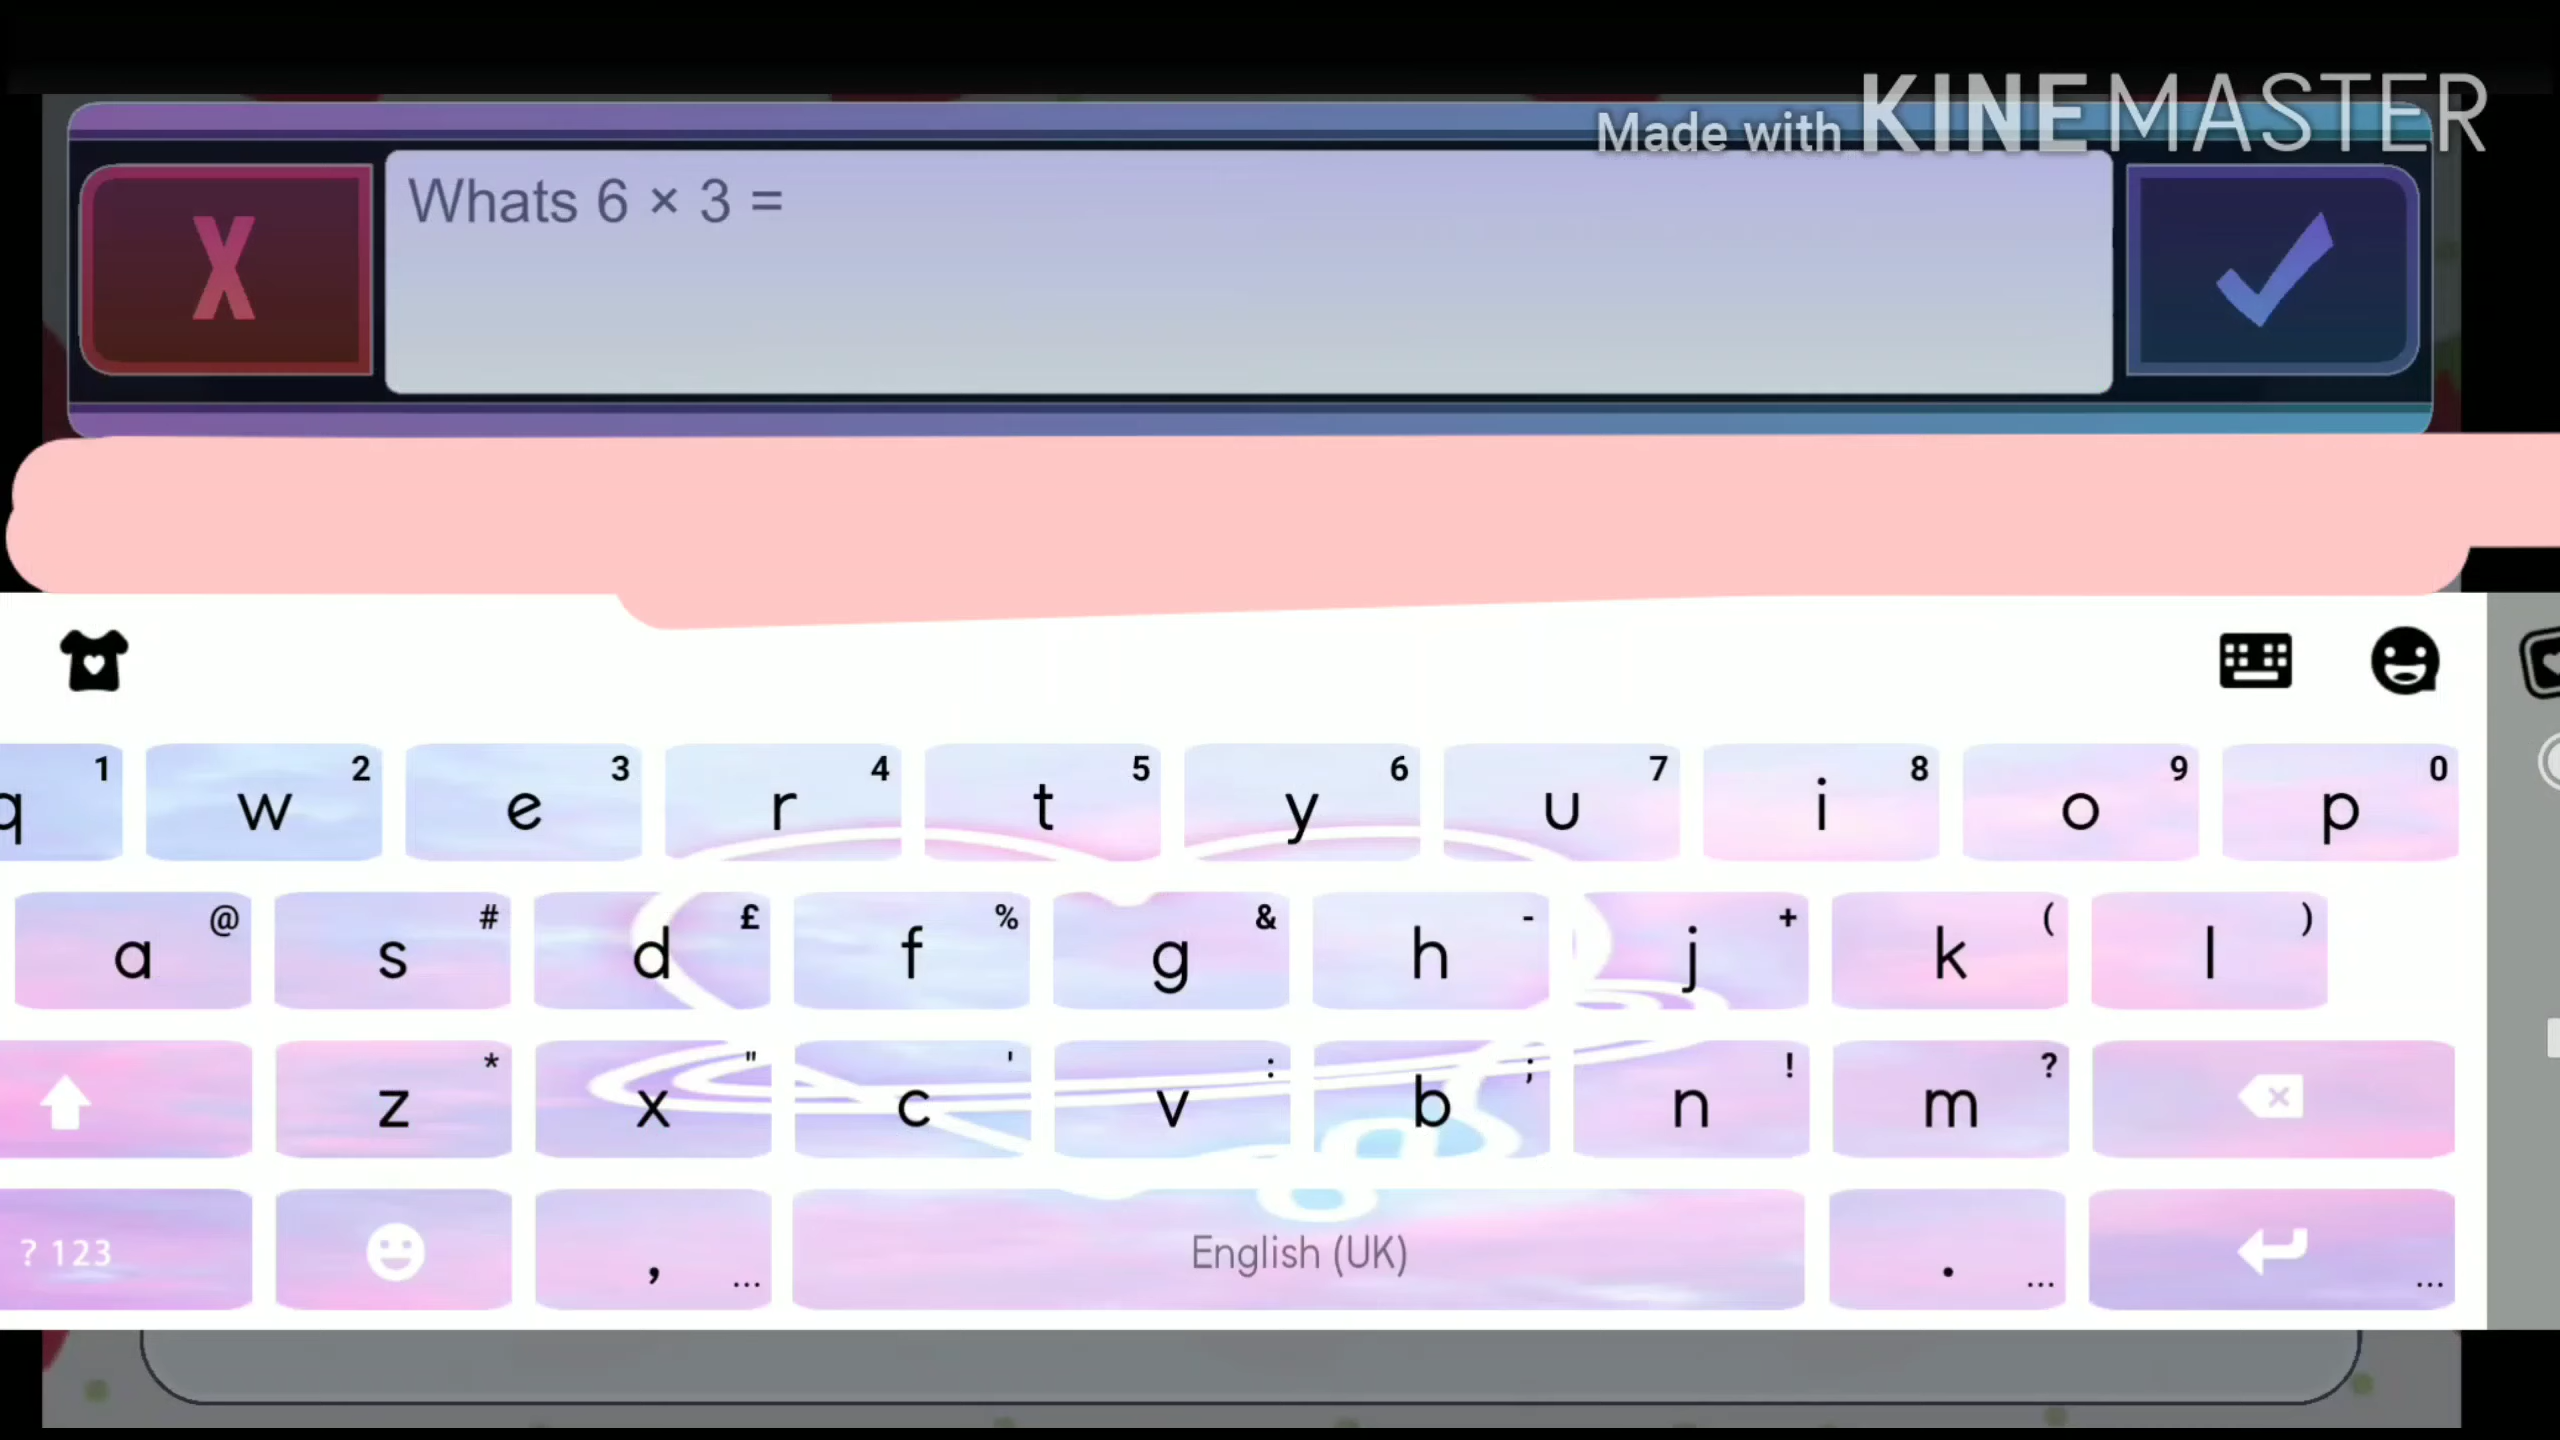 Made with KINEMASTER
X
Whats 6 × 3 =
q 1 w 2 e 3 r 4 t 5 y 6 u 7 i 8 o 9 p 0
a @ s # d £ f % g & h - j + k ( l )
z * x " c ' v : b ; n ! m ?
? 123 , ... English (UK) . ... ...